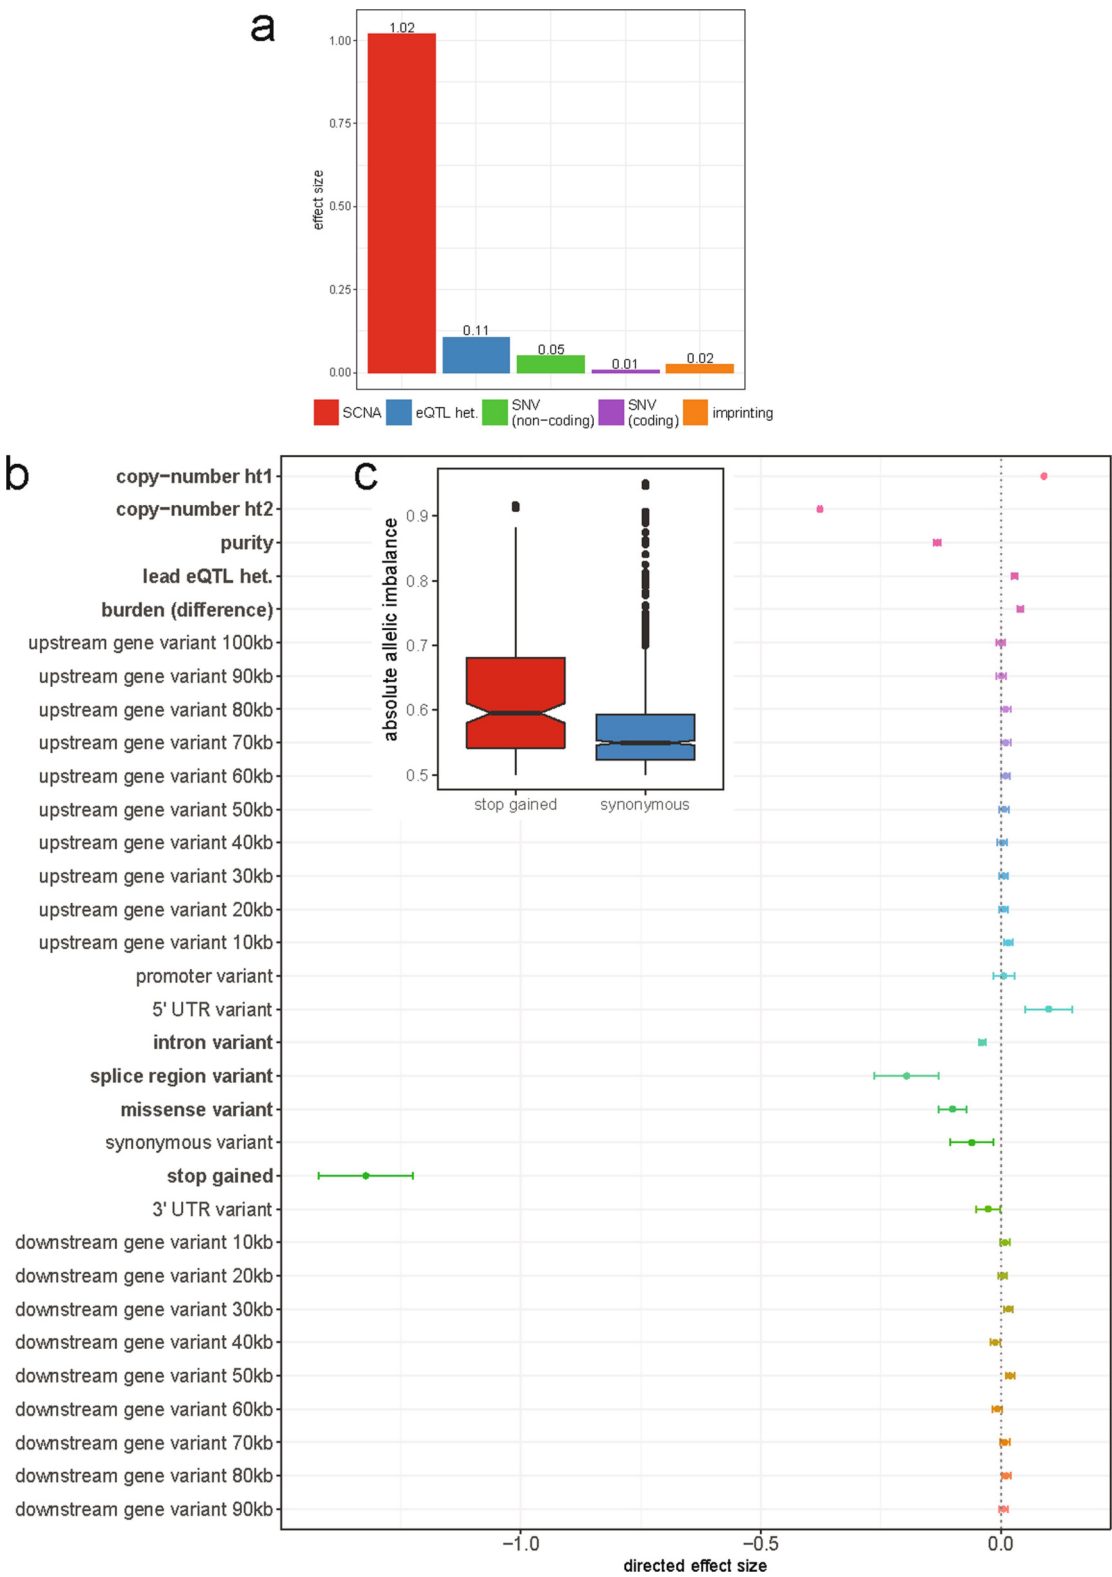 a
effect size
1.00
0.75
0.50
0.25
0.00
1.02
0.11
0.05
0.01
0.02
SCNA
eQTL het.
SNV
(non-coding)
SNV
(coding)
imprinting
b
copy−number ht1
copy−number ht2
purity
lead eQTL het.
burden (difference)
upstream gene variant 100kb
upstream gene variant 90kb
upstream gene variant 80kb
upstream gene variant 70kb
upstream gene variant 60kb
upstream gene variant 50kb
upstream gene variant 40kb
upstream gene variant 30kb
upstream gene variant 20kb
upstream gene variant 10kb
promoter variant
5' UTR variant
intron variant
splice region variant
missense variant
synonymous variant
stop gained
3' UTR variant
downstream gene variant 10kb
downstream gene variant 20kb
downstream gene variant 30kb
downstream gene variant 40kb
downstream gene variant 50kb
downstream gene variant 60kb
downstream gene variant 70kb
downstream gene variant 80kb
downstream gene variant 90kb
−1.0
−0.5
0.0
directed effect size
c
absolute allelic imbalance
0.9
0.8
0.7
0.6
0.5
stop gained
synonymous